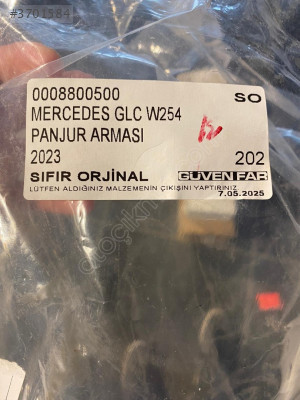 #3701584
0008800500 SO
MERCEDES GLC W254
PANJUR ARMASI
2023 202
SIFIR ORJİNAL GÜVEN FAR
LÜTFEN ALDIĞINIZ MALZEMENİN ÇIKIŞINI YAPTIRINIZ
7.05.2025